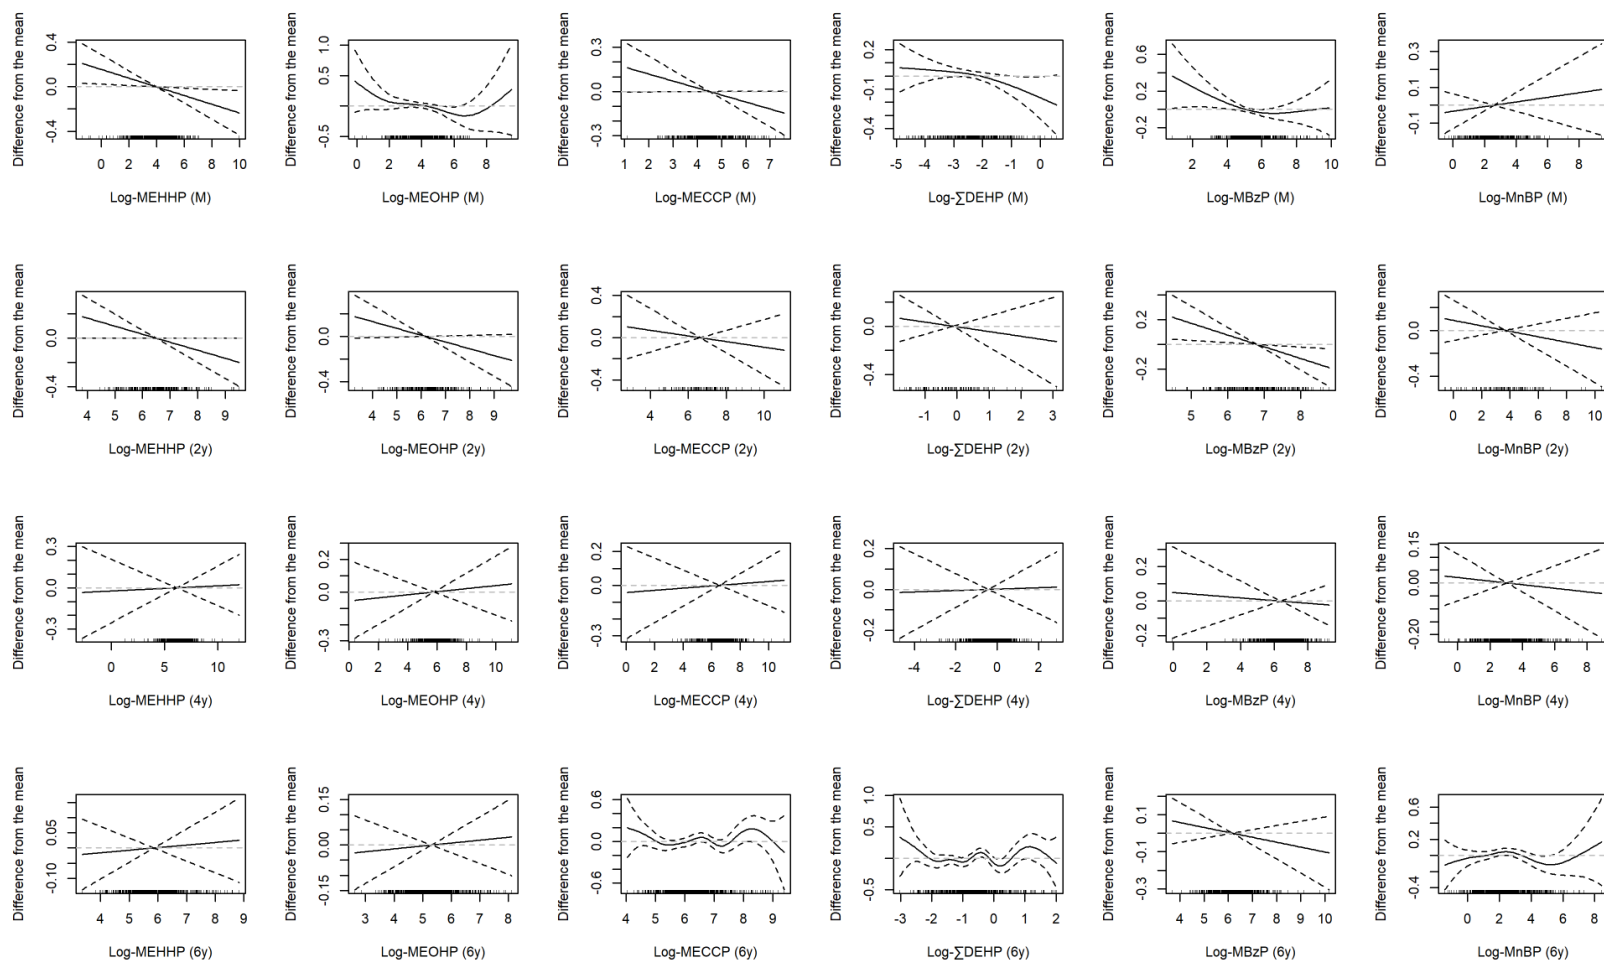 Difference from the mean
-0.4 0.0 0.4
0 2 4 6 8 10
Log-MEHHP (M)
Difference from the mean
-0.5 0.5 1.0
0 2 4 6 8
Log-MEOHP (M)
Difference from the mean
-0.3 0.0 0.3
1 2 3 4 5 6 7
Log-MECCP (M)
Difference from the mean
-0.4 -0.1 0.2
-5 -4 -3 -2 -1 0
Log-∑DEHP (M)
Difference from the mean
-0.2 0.2 0.6
2 4 6 8 10
Log-MBzP (M)
Difference from the mean
-0.1 0.1 0.3
0 2 4 6 8
Log-MnBP (M)
Difference from the mean
-0.4 0.0
4 5 6 7 8 9
Log-MEHHP (2y)
Difference from the mean
-0.4 0.0
4 5 6 7 8 9
Log-MEOHP (2y)
Difference from the mean
-0.4 0.0 0.4
4 6 8 10
Log-MECCP (2y)
Difference from the mean
-0.4 0.0
-1 0 1 2 3
Log-∑DEHP (2y)
Difference from the mean
-0.2 0.2
5 6 7 8
Log-MBzP (2y)
Difference from the mean
-0.4 0.0
0 2 4 6 8 10
Log-MnBP (2y)
Difference from the mean
-0.3 0.0 0.3
0 5 10
Log-MEHHP (4y)
Difference from the mean
-0.3 0.0 0.2
0 2 4 6 8 10
Log-MEOHP (4y)
Difference from the mean
-0.3 0.0 0.2
0 2 4 6 8 10
Log-MECCP (4y)
Difference from the mean
-0.2 0.0 0.2
-4 -2 0 2
Log-∑DEHP (4y)
Difference from the mean
-0.2 0.0 0.2
0 2 4 6 8
Log-MBzP (4y)
Difference from the mean
-0.20 0.00 0.15
0 2 4 6 8
Log-MnBP (4y)
Difference from the mean
-0.10 0.05
4 5 6 7 8 9
Log-MEHHP (6y)
Difference from the mean
-0.15 0.00 0.15
3 4 5 6 7 8
Log-MEOHP (6y)
Difference from the mean
-0.6 0.0 0.6
4 5 6 7 8 9
Log-MECCP (6y)
Difference from the mean
-0.5 0.5 1.0
-3 -2 -1 0 1 2
Log-∑DEHP (6y)
Difference from the mean
-0.3 -0.1 0.1
4 5 6 7 8 9 10
Log-MBzP (6y)
Difference from the mean
-0.4 0.0 0.6
0 2 4 6 8
Log-MnBP (6y)